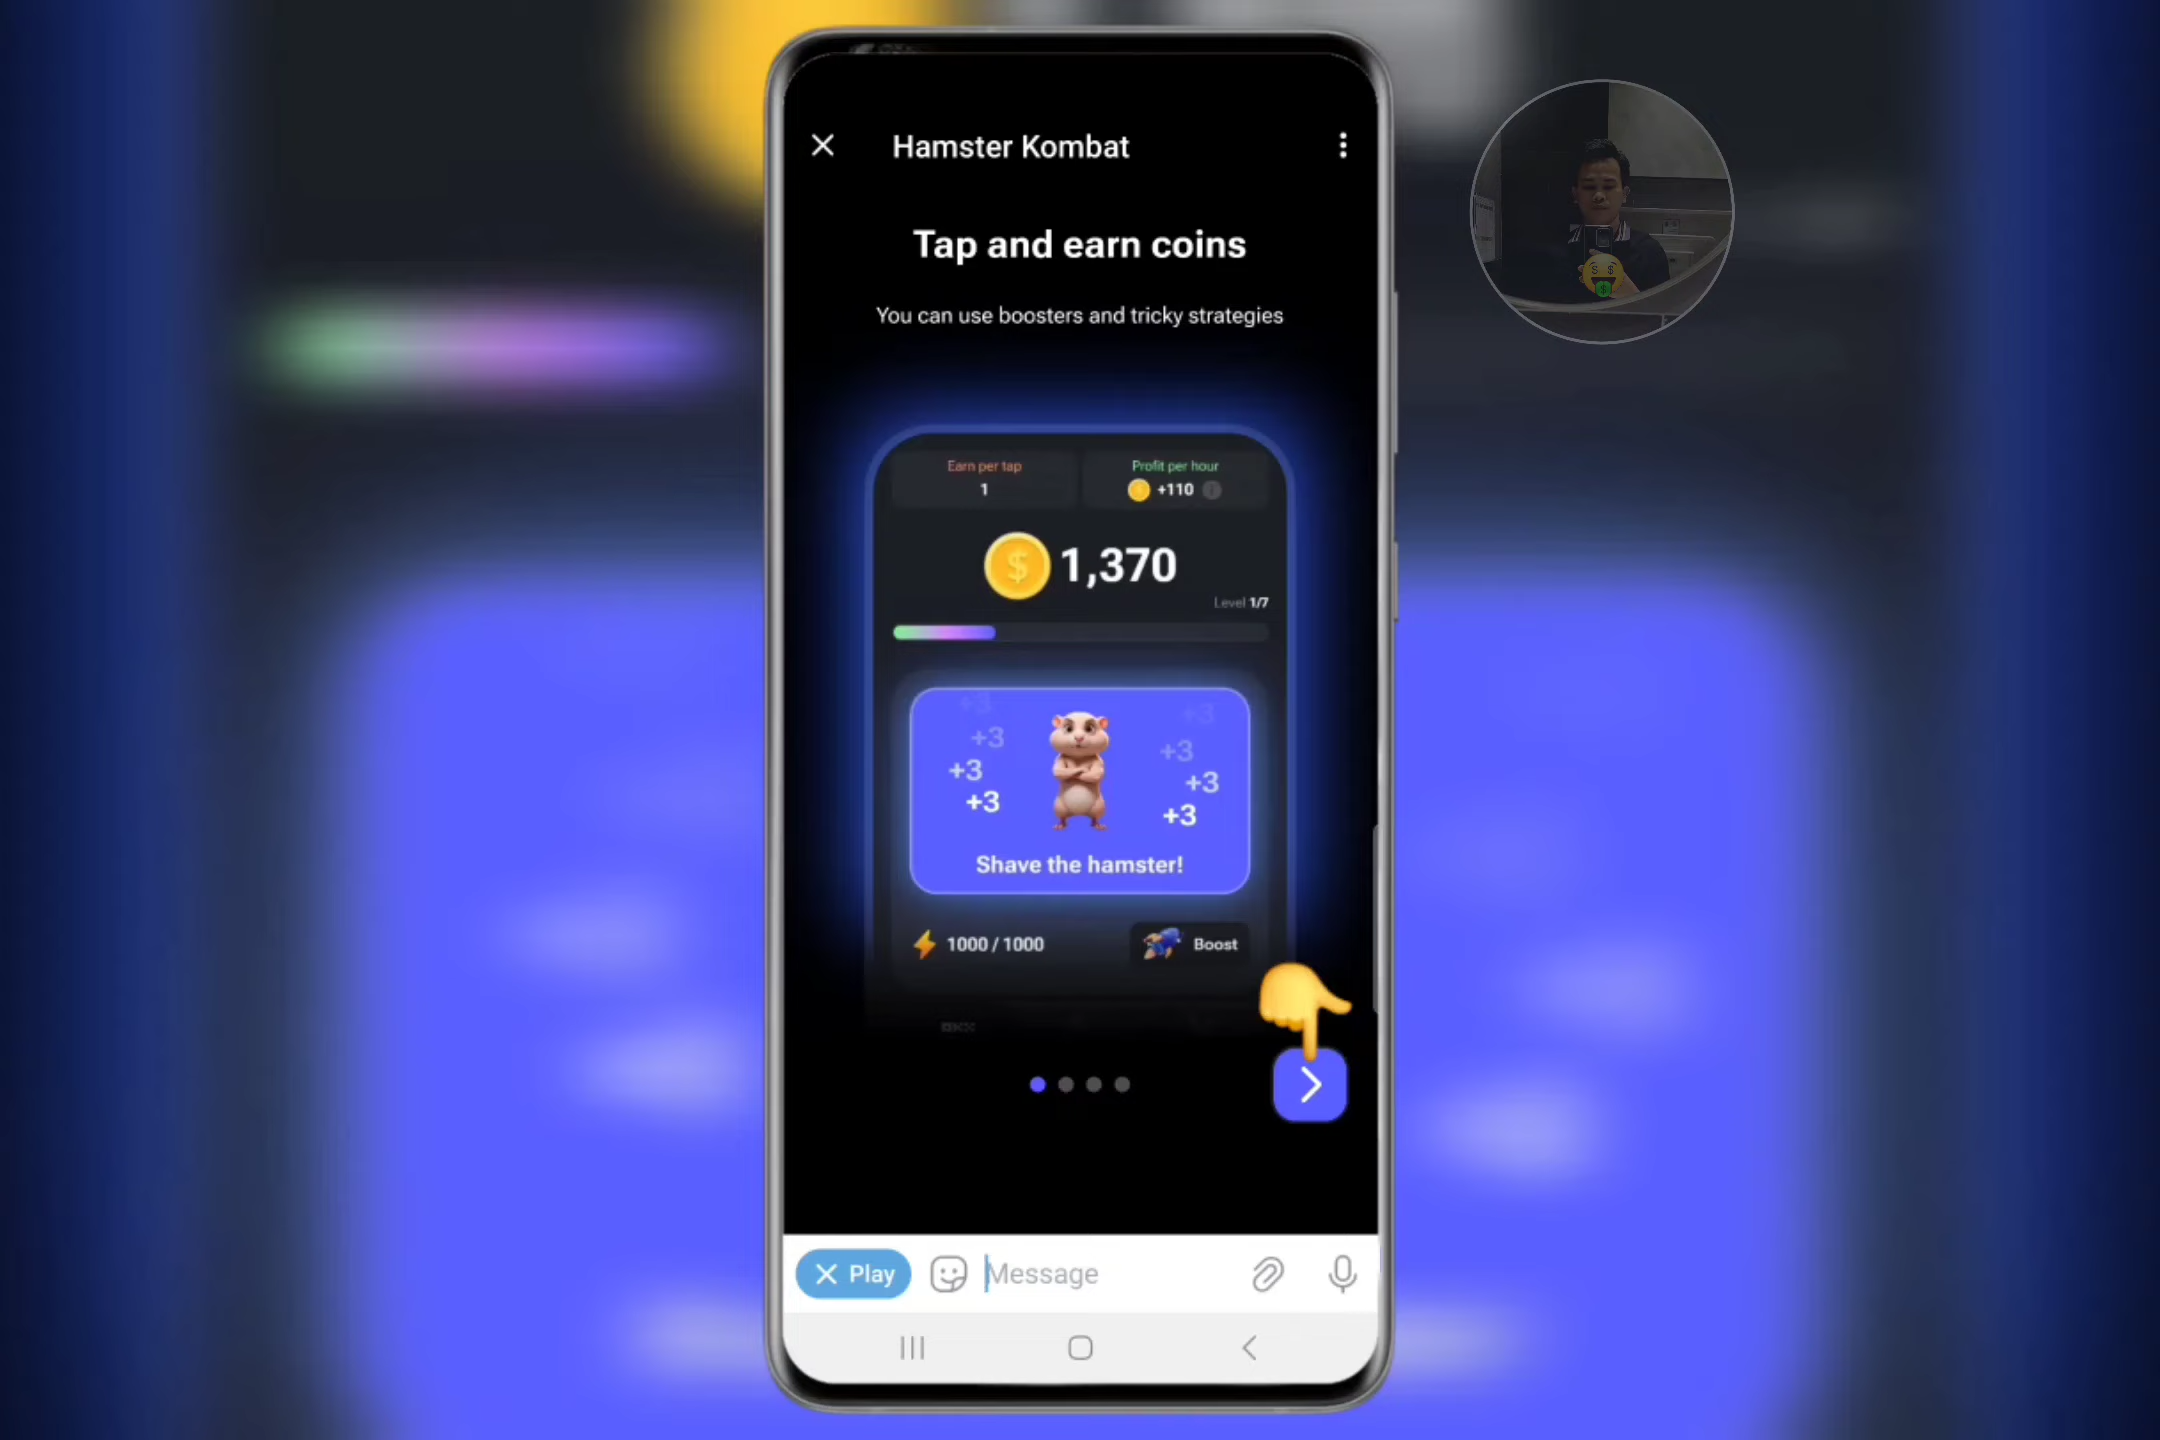 Hamster Kombat
Tap and earn coins
You can use boosters and tricky strategies
Earn per tap
1
Profit per hour
+110
1,370
Level 1/7
+3 +3
+3 +3
+3 +3
+3 +3
Shave the hamster!
1000 / 1000
Boost
Play
Message